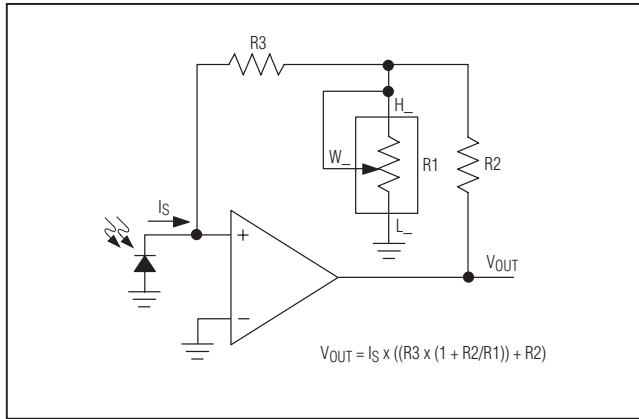 R3
H_
W_
R1
R2
L_
IS
+
−
VOUT
VOUT = IS x ((R3 x (1 + R2/R1)) + R2)